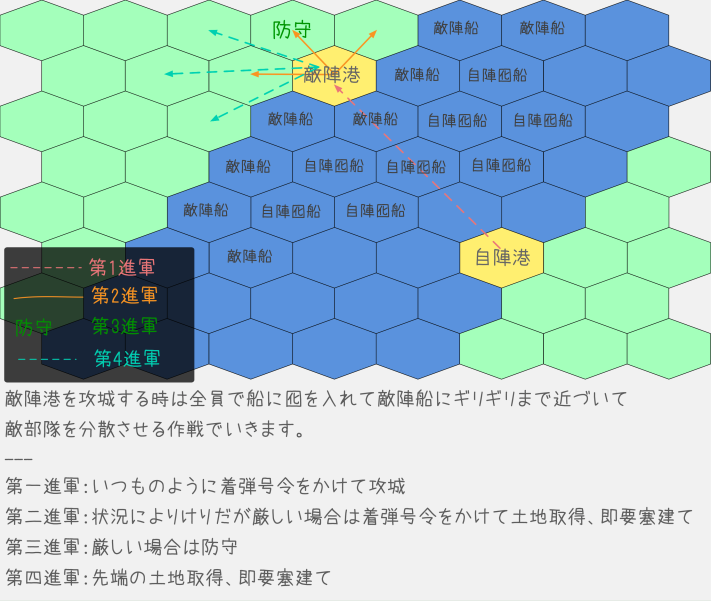 防守 敵陣船 敵陣船
敵陣港 敵陣船 自陣囮船
敵陣船 敵陣船 自陣囮船 自陣囮船
敵陣船 自陣囮船 自陣囮船 自陣囮船
敵陣船 自陣囮船 自陣囮船
敵陣船 自陣港
第1進軍
第2進軍
防守 第3進軍
第4進軍
敵陣港を攻城する時は全員で船に囮を入れて敵陣船にギリギリまで近づいて
敵部隊を分散させる作戦でいきます。
---
第一進軍:いつものように着弾号令をかけて攻城
第二進軍:状況によりけりだが厳しい場合は着弾号令をかけて土地取得、即要塞建て
第三進軍:厳しい場合は防守
第四進軍:先端の土地取得、即要塞建て